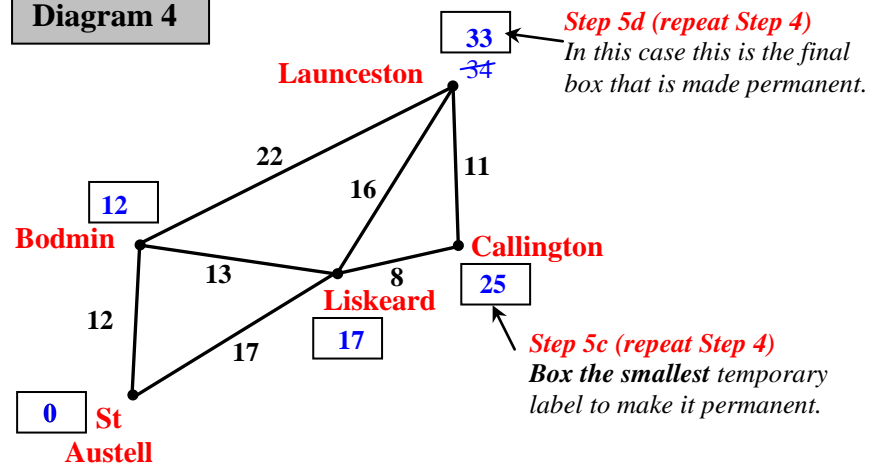 Diagram 4
33
34
Step 5d (repeat Step 4)
In this case this is the final
box that is made permanent.
Launceston
22
16
11
12
Bodmin
13
Callington
8
25
Liskeard
12
17
17
Step 5c (repeat Step 4)
Box the smallest temporary
label to make it permanent.
0
St
Austell